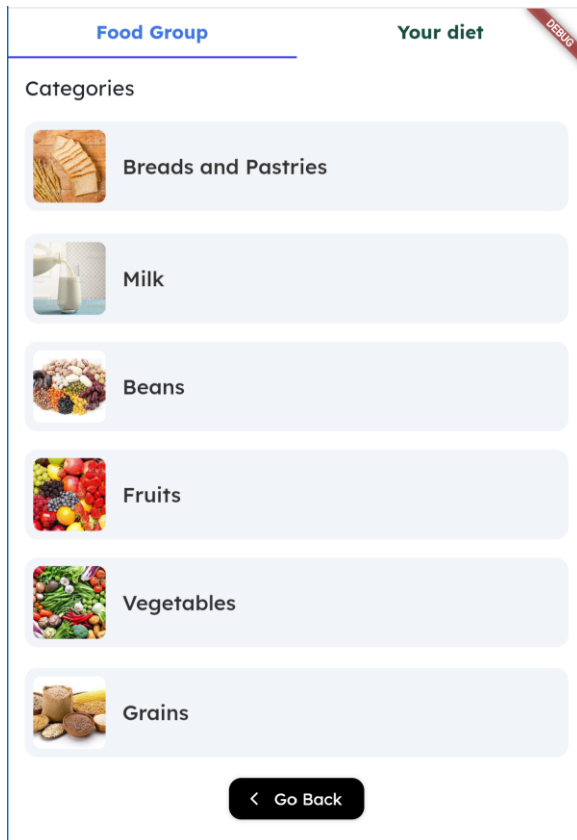 Food Group
Your diet
DEBUG
Categories
Breads and Pastries
Milk
Beans
Fruits
Vegetables
Grains
Go Back